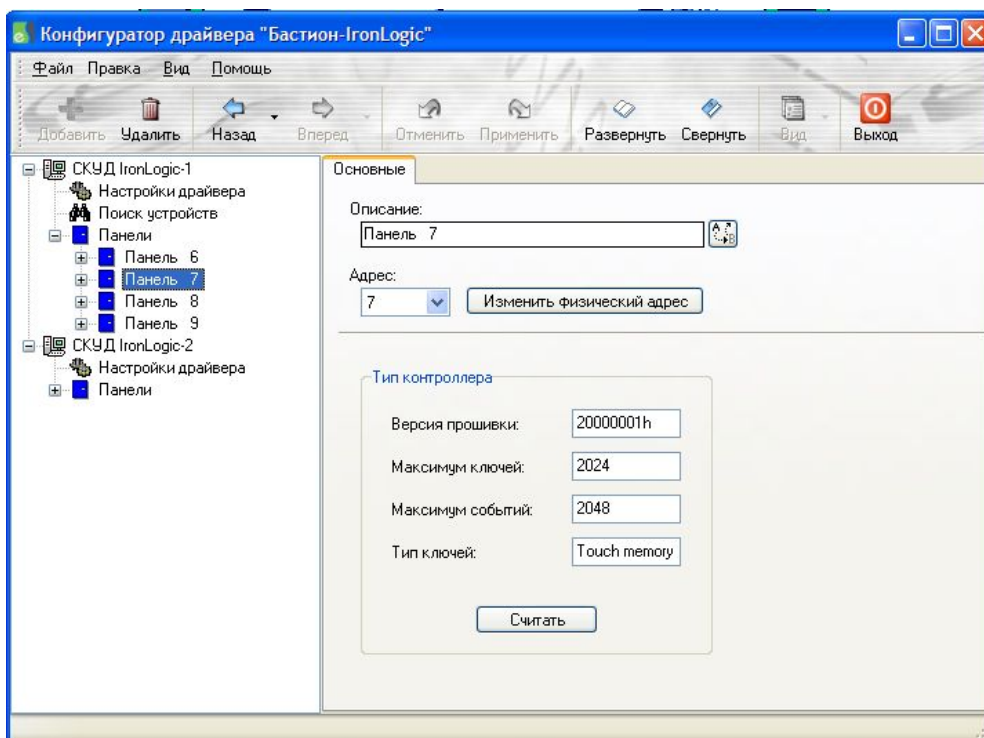 Конфигуратор драйвера "Бастион-IronLogic"
Файл Правка Вид Помощь
Добавить Удалить Назад Вперед Отменить Применить Развернуть Свернуть Вид Выход
СКУД IronLogic-1
Настройки драйвера
Поиск устройств
Панели
Панель 6
Панель 7
Панель 8
Панель 9
СКУД IronLogic-2
Настройки драйвера
Панели
Основные
Описание:
Панель 7
Адрес:
7 Изменить физический адрес
Тип контроллера
Версия прошивки: 20000001h
Максимум ключей: 2024
Максимум событий: 2048
Тип ключей: Touch memory
Считать